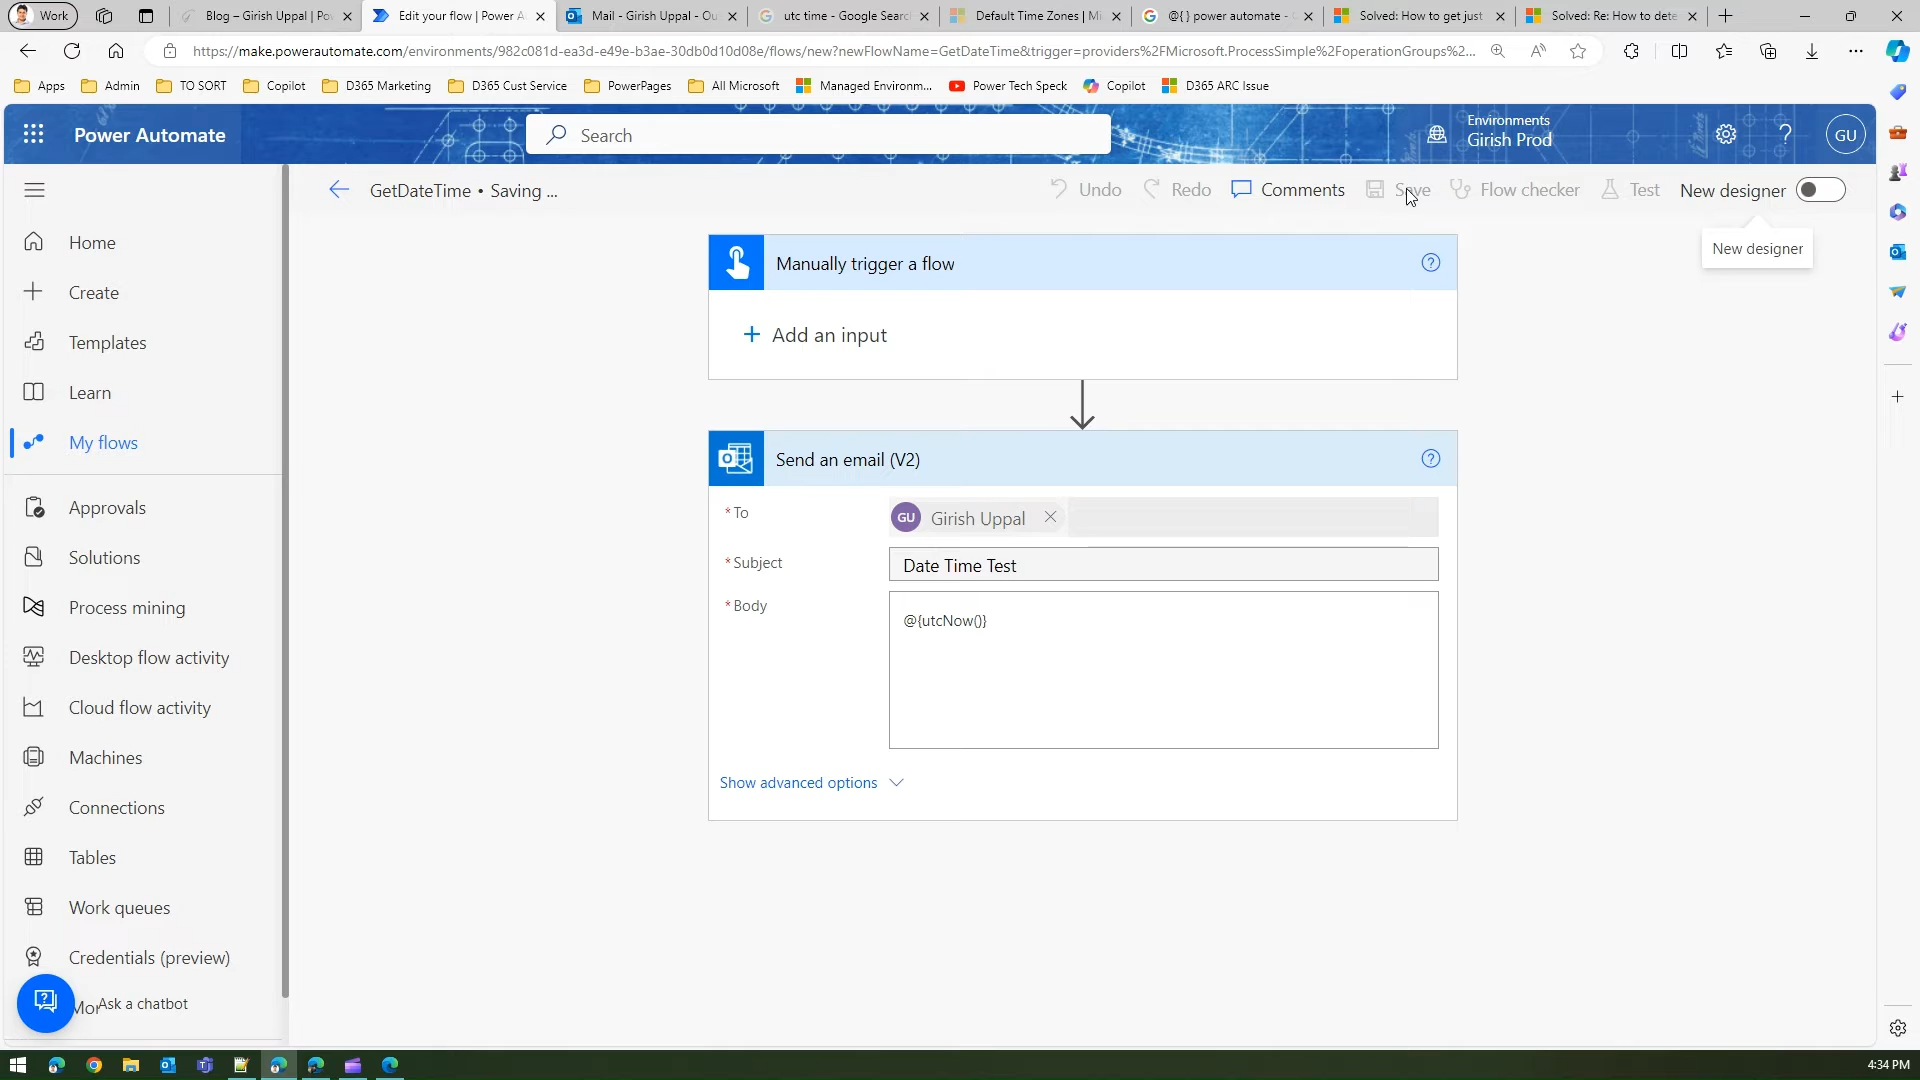 Work
Blog – Girish Uppal | Po
Edit your flow | Power A
Mail - Girish Uppal - Ou
utc time - Google Searc
Default Time Zones | Mi
@{ } power automate -
Solved: How to get just
Solved: Re: How to dete
https://make.powerautomate.com/environments/982c081d-ea3d-e49e-b3ae-30db0d10d08e/flows/new?newFlowName=GetDateTime&trigger=providers%2FMicrosoft.ProcessSimple%2FoperationGroups%2...
Apps
Admin
TO SORT
Copilot
D365 Marketing
D365 Cust Service
PowerPages
All Microsoft
Managed Environm...
Power Tech Speck
Copilot
D365 ARC Issue
Power Automate
Search
Environments
Girish Prod
GU
GetDateTime • Saving ...
Undo
Redo
Comments
Save
Flow checker
Test
New designer
New designer
Home
Create
Templates
Learn
My flows
Approvals
Solutions
Process mining
Desktop flow activity
Cloud flow activity
Machines
Connections
Tables
Work queues
Credentials (preview)
Mor
Ask a chatbot
Manually trigger a flow
Add an input
Send an email (V2)
* To
GU
Girish Uppal
* Subject
Date Time Test
* Body
@{utcNow()}
Show advanced options
4:34 PM